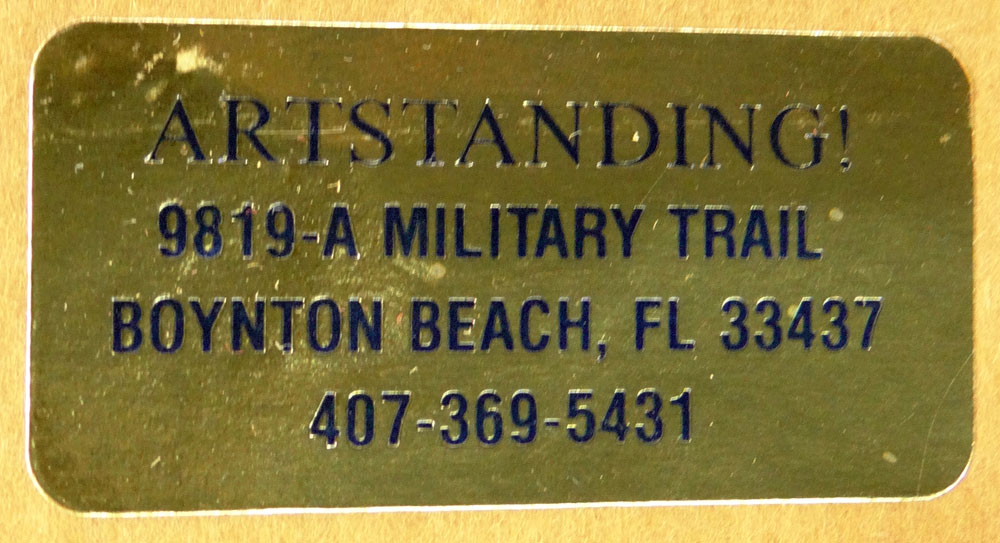 ARTSTANDING!
9819-A MILITARY TRAIL
BOYNTON BEACH, FL 33437
407-369-5431